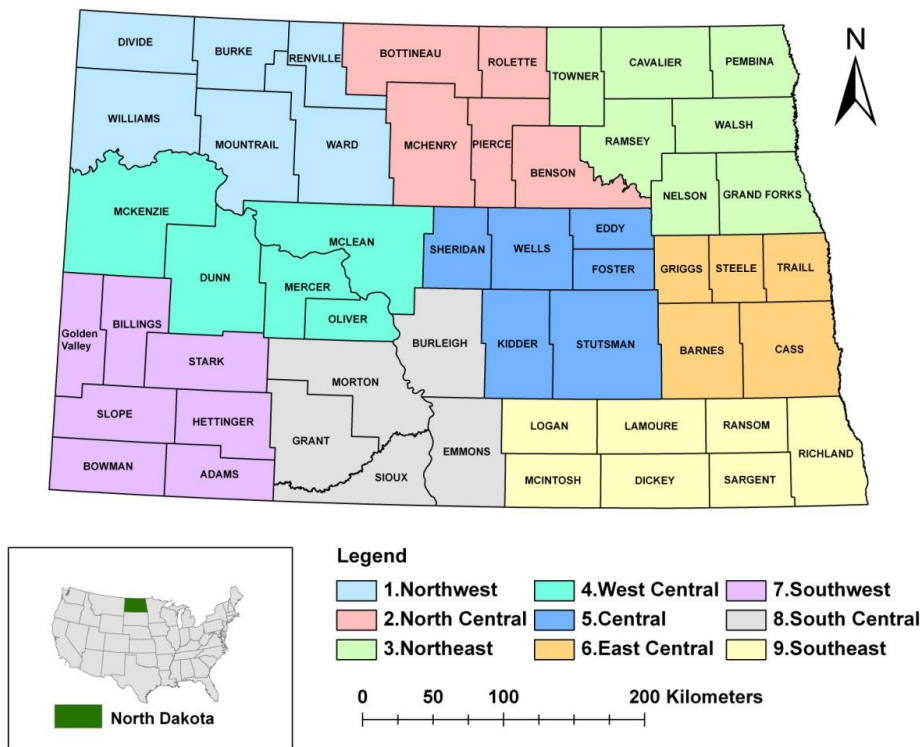 DIVIDE
BURKE
RENVILLE
BOTTINEAU
ROLETTE
TOWNER
CAVALIER
PEMBINA
N
WILLIAMS
MOUNTRAIL
WARD
MCHENRY
PIERCE
BENSON
RAMSEY
WALSH
NELSON
GRAND FORKS
MCKENZIE
DUNN
MCLEAN
MERCER
OLIVER
SHERIDAN
WELLS
EDDY
FOSTER
GRIGGS
STEELE
TRAILL
Golden
Valley
BILLINGS
STARK
MORTON
BURLEIGH
KIDDER
STUTSMAN
BARNES
CASS
SLOPE
HETTINGER
GRANT
EMMONS
LOGAN
LAMOURE
RANSOM
RICHLAND
BOWMAN
ADAMS
SIOUX
MCINTOSH
DICKEY
SARGENT
North Dakota
Legend
1.Northwest
2.North Central
3.Northeast
4.West Central
5.Central
6.East Central
7.Southwest
8.South Central
9.Southeast
0 50 100 200 Kilometers